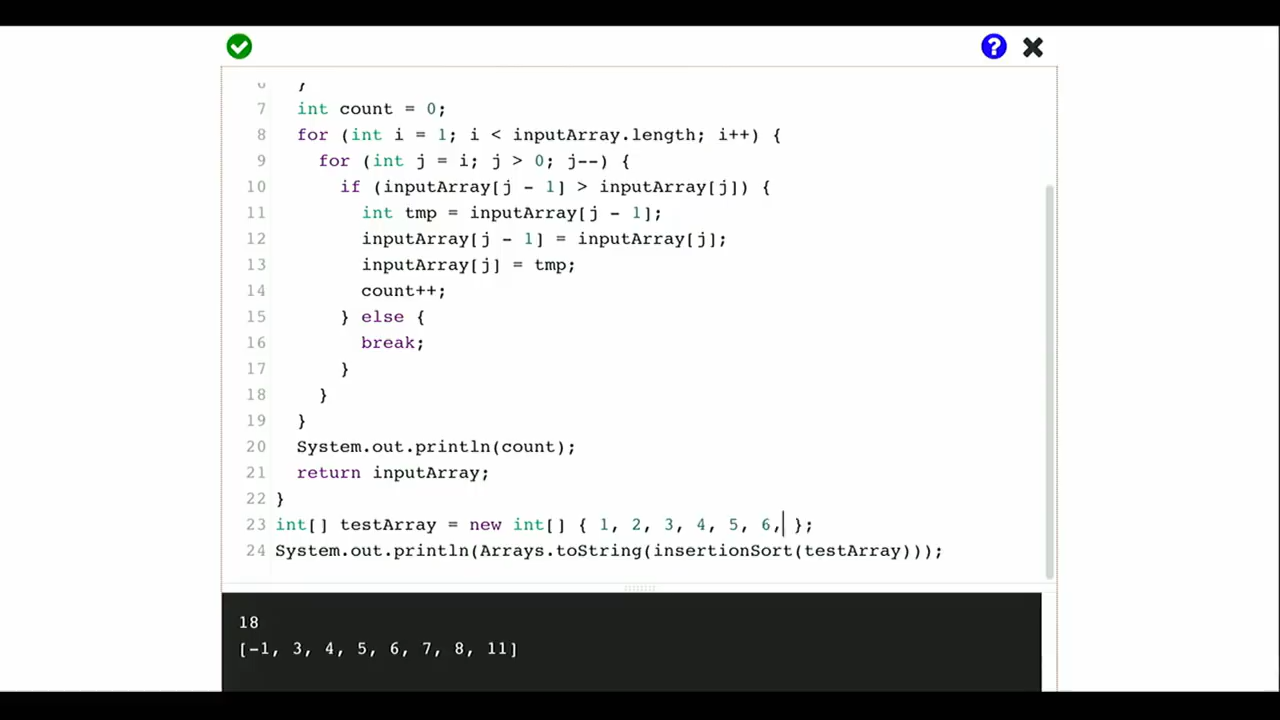 ?
7 int count = 0;
8 for (int i = 1; i < inputArray.length; i++) {
9 for (int j = i; j > 0; j--) {
10 if (inputArray[j - 1] > inputArray[j]) {
11 int tmp = inputArray[j - 1];
12 inputArray[j - 1] = inputArray[j];
13 inputArray[j] = tmp;
14 count++;
15 } else {
16 break;
17 }
18 }
19 }
20 System.out.println(count);
21 return inputArray;
22 }
23 int[] testArray = new int[] { 1, 2, 3, 4, 5, 6, };
24 System.out.println(Arrays.toString(insertionSort(testArray)));
18
[-1, 3, 4, 5, 6, 7, 8, 11]